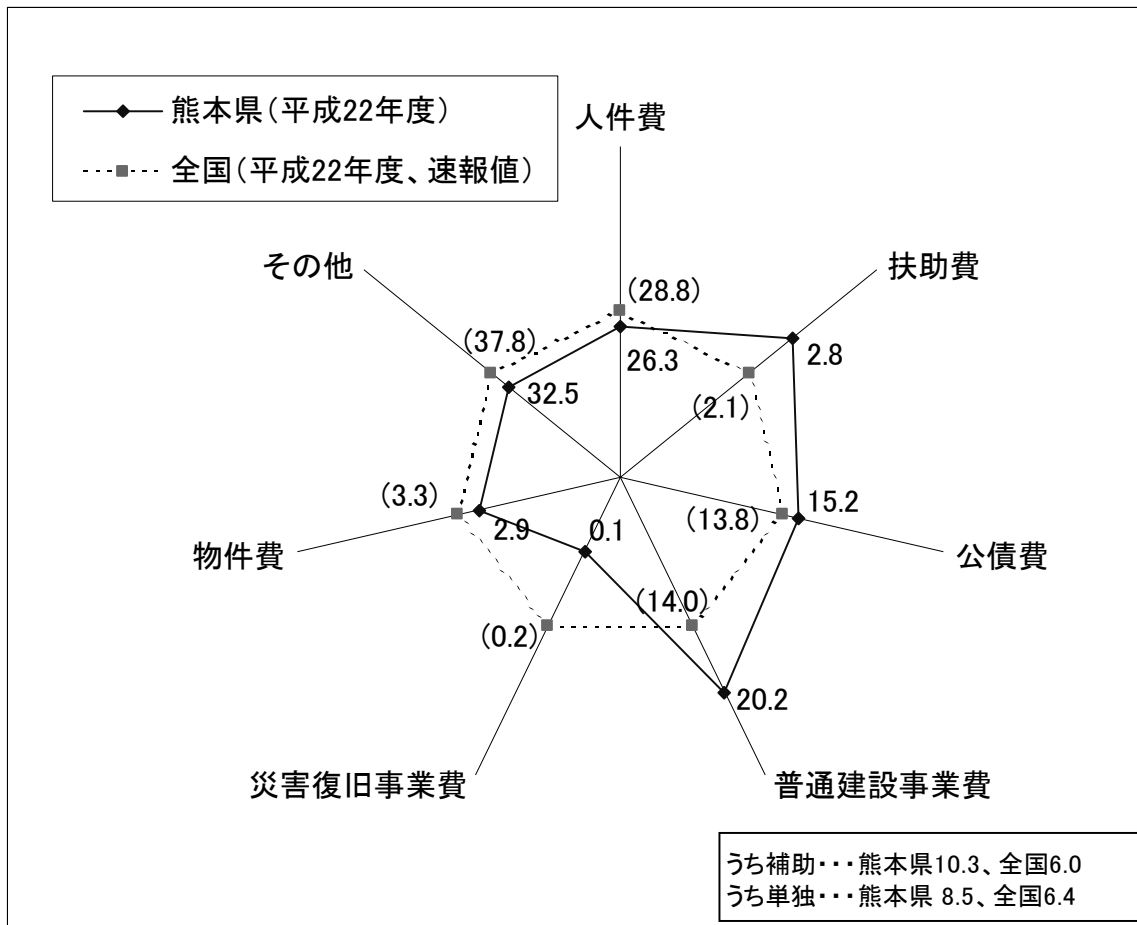 熊本県（平成22年度）
全国（平成22年度、速報値）
人件費
その他
扶助費
(28.8)
(37.8)
26.3
2.8
32.5
(2.1)
(3.3)
15.2
(13.8)
2.9
0.1
物件費
公債費
(14.0)
(0.2)
20.2
災害復旧事業費
普通建設事業費
うち補助・・・熊本県10.3、全国6.0
うち単独・・・熊本県 8.5、全国6.4